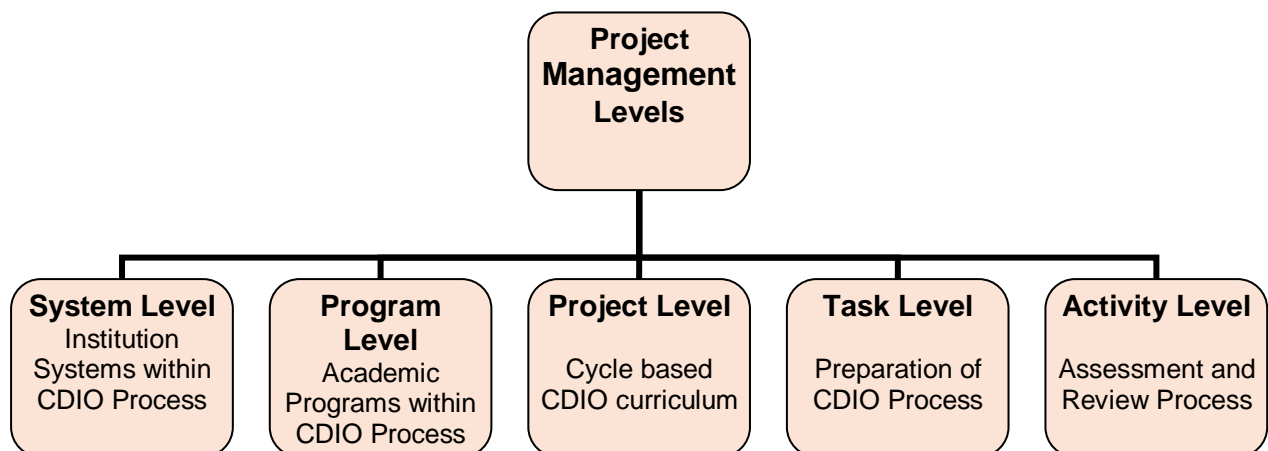 Project
Management
Levels
System Level
Institution
Systems within
CDIO Process
Program
Level
Academic
Programs within
CDIO Process
Project Level
Cycle based
CDIO curriculum
Task Level
Preparation of
CDIO Process
Activity Level
Assessment and
Review Process